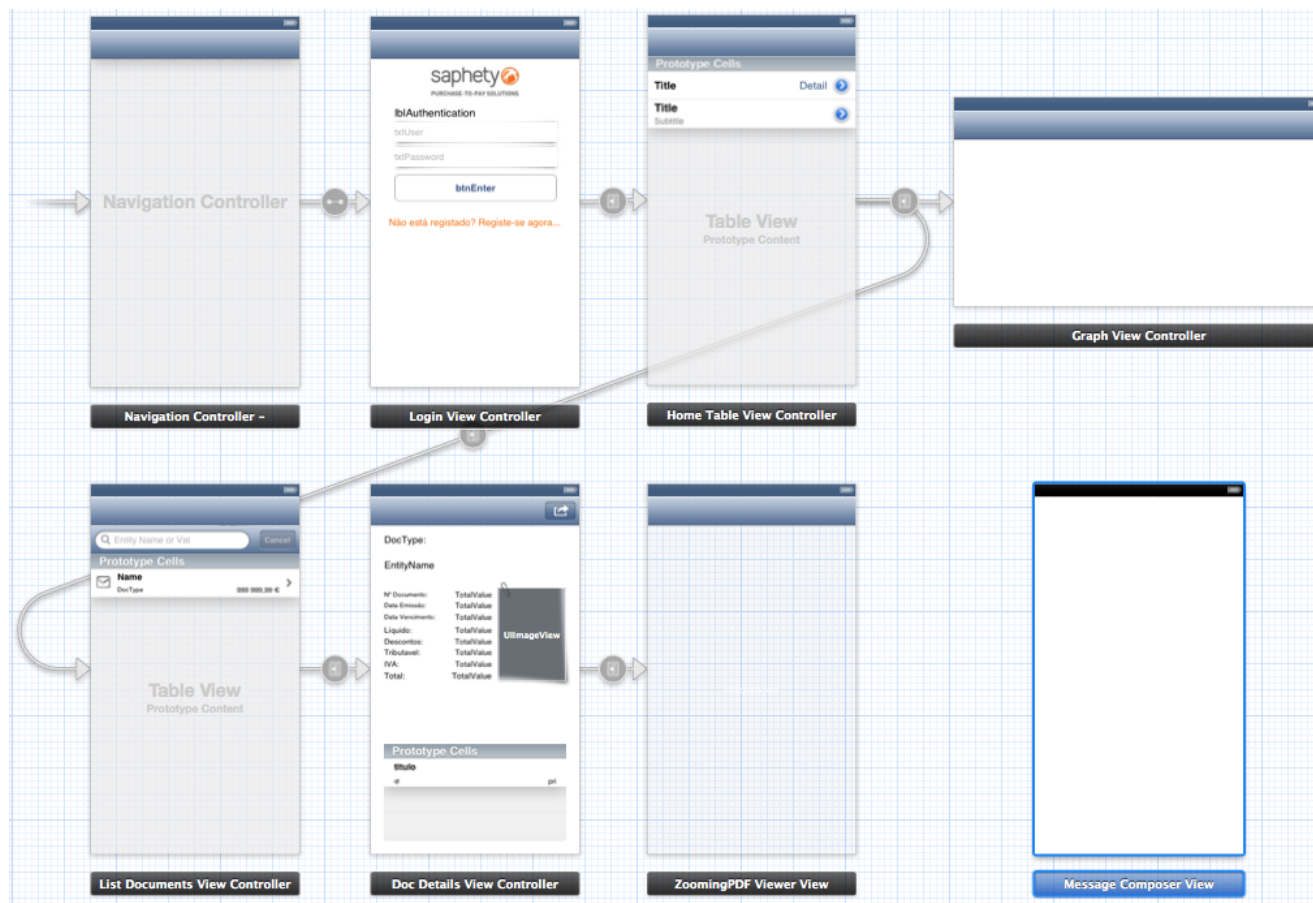 Navigation Controller
Navigation Controller –
saphety
PURCHASE-TO-PAY SOLUTIONS
lblAuthentication
txtUser
txtPassword
btnEnter
Não está registado? Registe-se agora...
Login View Controller
Prototype Cells
Title
Detail
Title
Subtitle
Table View
Prototype Content
Home Table View Controller
Graph View Controller
Entity Name or Vat
Cancel
Prototype Cells
Name
DocType
999 999,99 €
Table View
Prototype Content
List Documents View Controller
DocType:
EntityName
Nº Documento: TotalValue
Data Emissão: TotalValue
Data Vencimento: TotalValue
Liquido: TotalValue
Descontos: TotalValue
Tributavel: TotalValue
IVA: TotalValue
Total: TotalValue
UIImageView
Prototype Cells
titulo
id
pri
Doc Details View Controller
ZoomingPDF Viewer View
Message Composer View